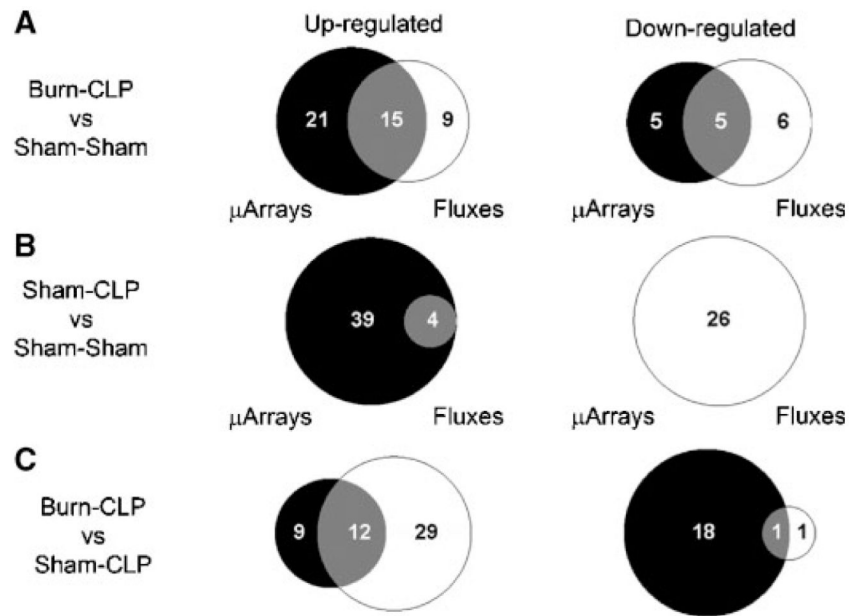 A
Up-regulated
Down-regulated
Burn-CLP
vs
Sham-Sham
21
15
9
5
5
6
μArrays
Fluxes
μArrays
Fluxes
B
Sham-CLP
vs
Sham-Sham
39
4
26
μArrays
Fluxes
μArrays
Fluxes
C
Burn-CLP
vs
Sham-CLP
9
12
29
18
1
1